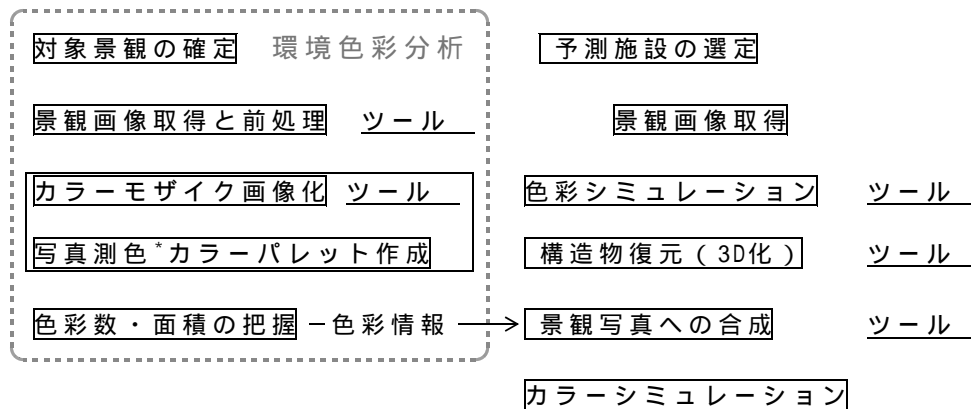 対象景観の確定 環境色彩分析 予測施設の選定
景観画像取得と前処理 ツール 景観画像取得
カラーモザイク画像化 ツール 色彩シミュレーション ツール
写真測色*カラーパレット作成 構造物復元(3D化) ツール
色彩数・面積の把握 色彩情報 景観写真への合成 ツール
カラーシミュレーション